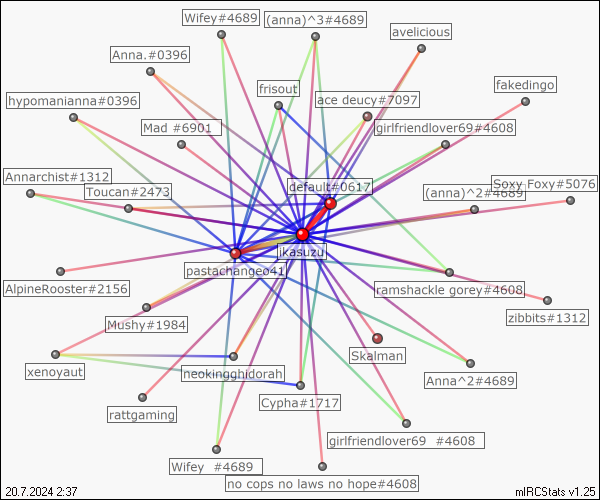 Wifey#4689
(anna)^3#4689
avelicious
Anna.#0396
frisout
fakedingo
hypomanianna#0396
ace deucy#7097
Mad #6901
girlfriendlover69#4608
Annarchist#1312
Toucan#2473
default#0617
(anna)^2#4689
Soxy Foxy#5076
ikasuzu
pastachangeo41
AlpineRooster#2156
ramshackle gorey#4608
Mushy#1984
zibbits#1312
Skalman
xenoyaut
neokingghidorah
Anna^2#4689
Cypha#1717
rattgaming
girlfriendlover69 #4608
Wifey #4689
no cops no laws no hope#4608
20.7.2024 2:37
mIRCStats v1.25